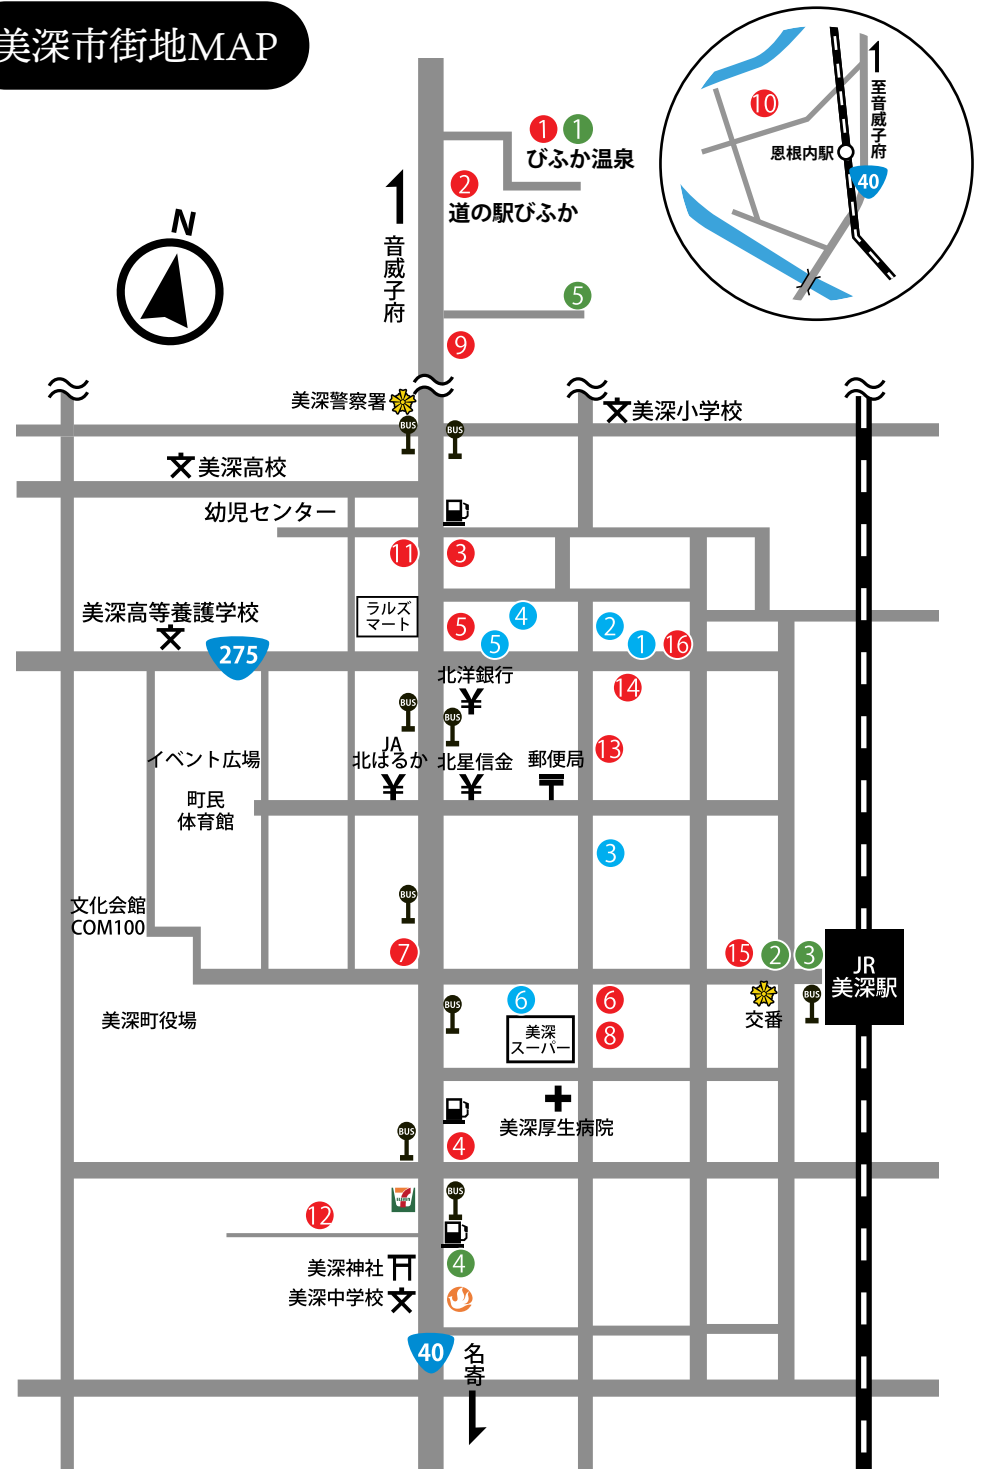 美深市街地MAP
N
1 1
びふか温泉
2
道の駅びふか
音威子府
5
9
10
恩根内駅
至音威子府
40
美深警察署
BUS
BUS
美深小学校
美深高校
幼児センター
11
3
ラルズ
マート
5
4
5
2
1
16
美深高等養護学校
275
北洋銀行
14
BUS
BUS
13
JA
北はるか
北星信金
郵便局
イベント広場
町民
体育館
3
文化会館
COM100
BUS
7
15
2
3
JR
美深駅
美深町役場
BUS
6
美深
スーパー
6
8
交番
BUS
美深厚生病院
BUS
4
7
BUS
12
美深神社
4
美深中学校
40
名寄